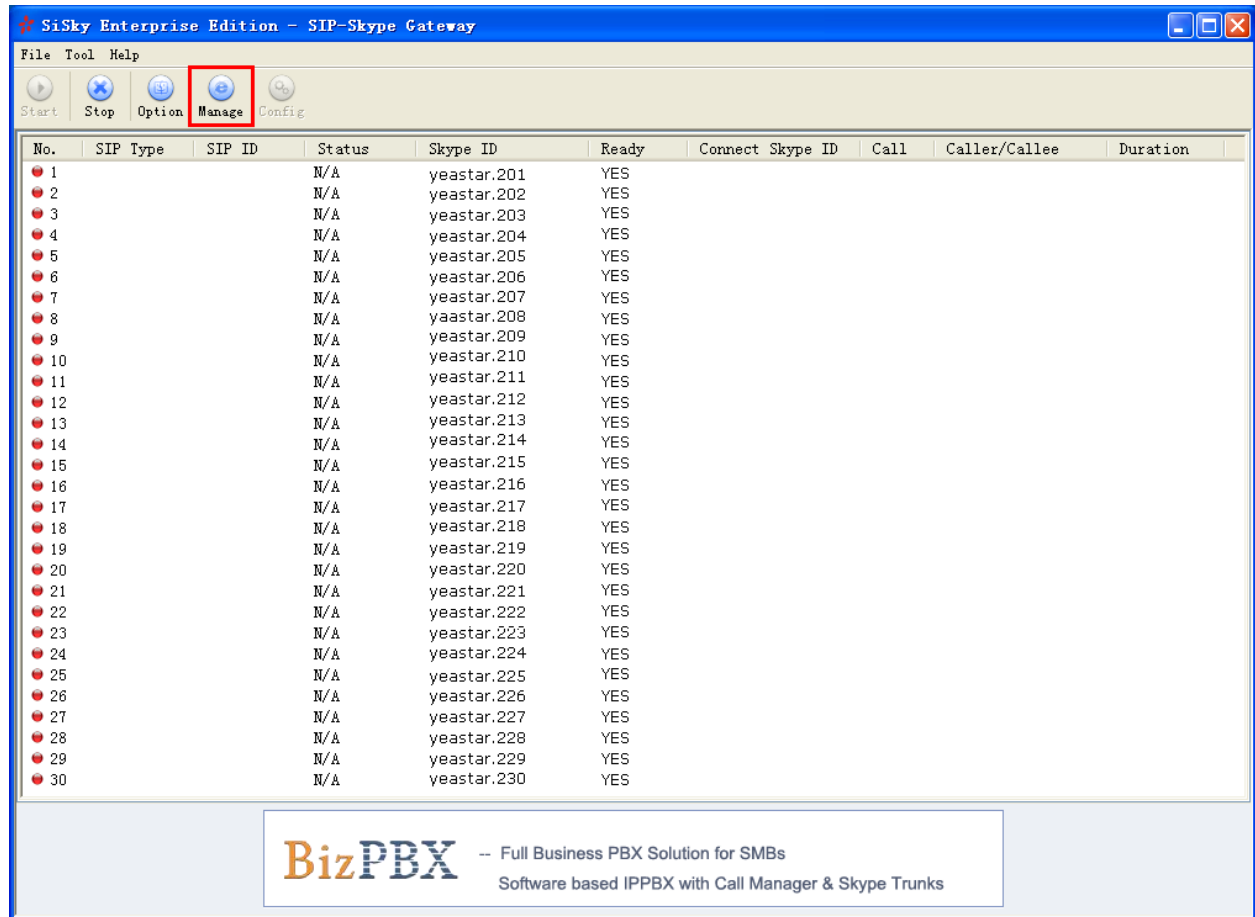 SiSky Enterprise Edition - SIP-Skype Gateway
File Tool Help
Start Stop Option Manage Config
No. SIP Type SIP ID Status Skype ID Ready Connect Skype ID Call Caller/Callee Duration
1 N/A yeastar.201 YES
2 N/A yeastar.202 YES
3 N/A yeastar.203 YES
4 N/A yeastar.204 YES
5 N/A yeastar.205 YES
6 N/A yeastar.206 YES
7 N/A yeastar.207 YES
8 N/A yaastar.208 YES
9 N/A yeastar.209 YES
10 N/A yeastar.210 YES
11 N/A yeastar.211 YES
12 N/A yeastar.212 YES
13 N/A yeastar.213 YES
14 N/A yeastar.214 YES
15 N/A yeastar.215 YES
16 N/A yeastar.216 YES
17 N/A yeastar.217 YES
18 N/A yeastar.218 YES
19 N/A yeastar.219 YES
20 N/A yeastar.220 YES
21 N/A yeastar.221 YES
22 N/A yeastar.222 YES
23 N/A yeastar.223 YES
24 N/A yeastar.224 YES
25 N/A yeastar.225 YES
26 N/A yeastar.226 YES
27 N/A yeastar.227 YES
28 N/A yeastar.228 YES
29 N/A yeastar.229 YES
30 N/A yeastar.230 YES
BizPBX -- Full Business PBX Solution for SMBs
Software based IPPBX with Call Manager & Skype Trunks